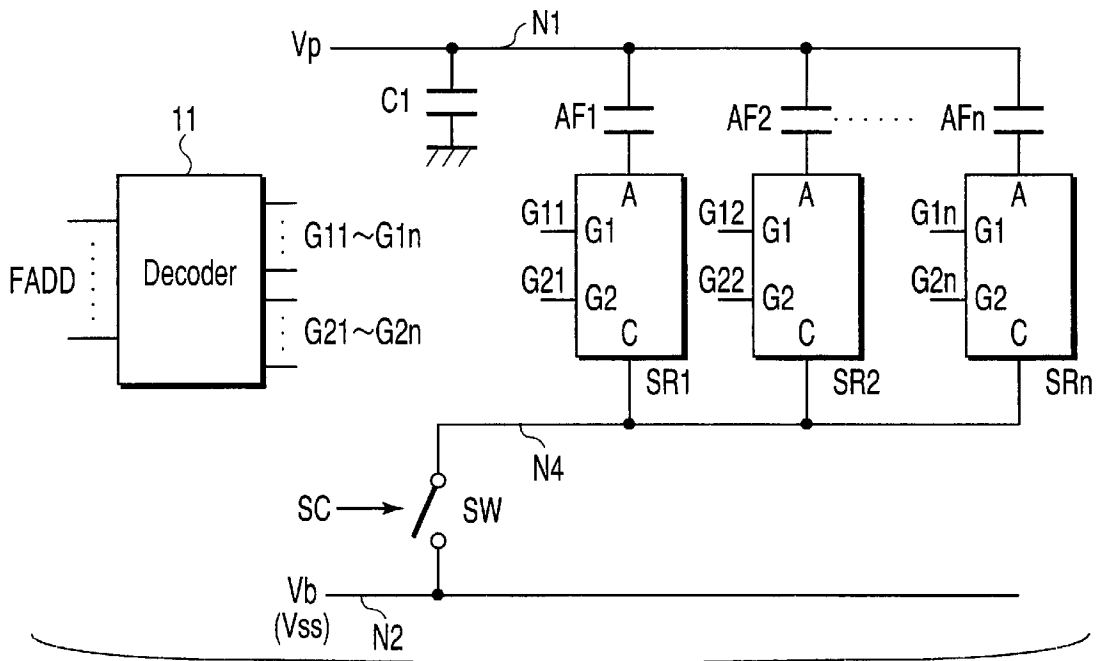 Vp
N1
C1
AF1
AF2
AFn
11
A
A
A
G11
G1
G12
G1
G1n
G1
FADD
Decoder
G11~G1n
G21~G2n
G21
G2
G22
G2
G2n
G2
C
C
C
SR1
SR2
SRn
N4
SC
SW
Vb
(Vss)
N2